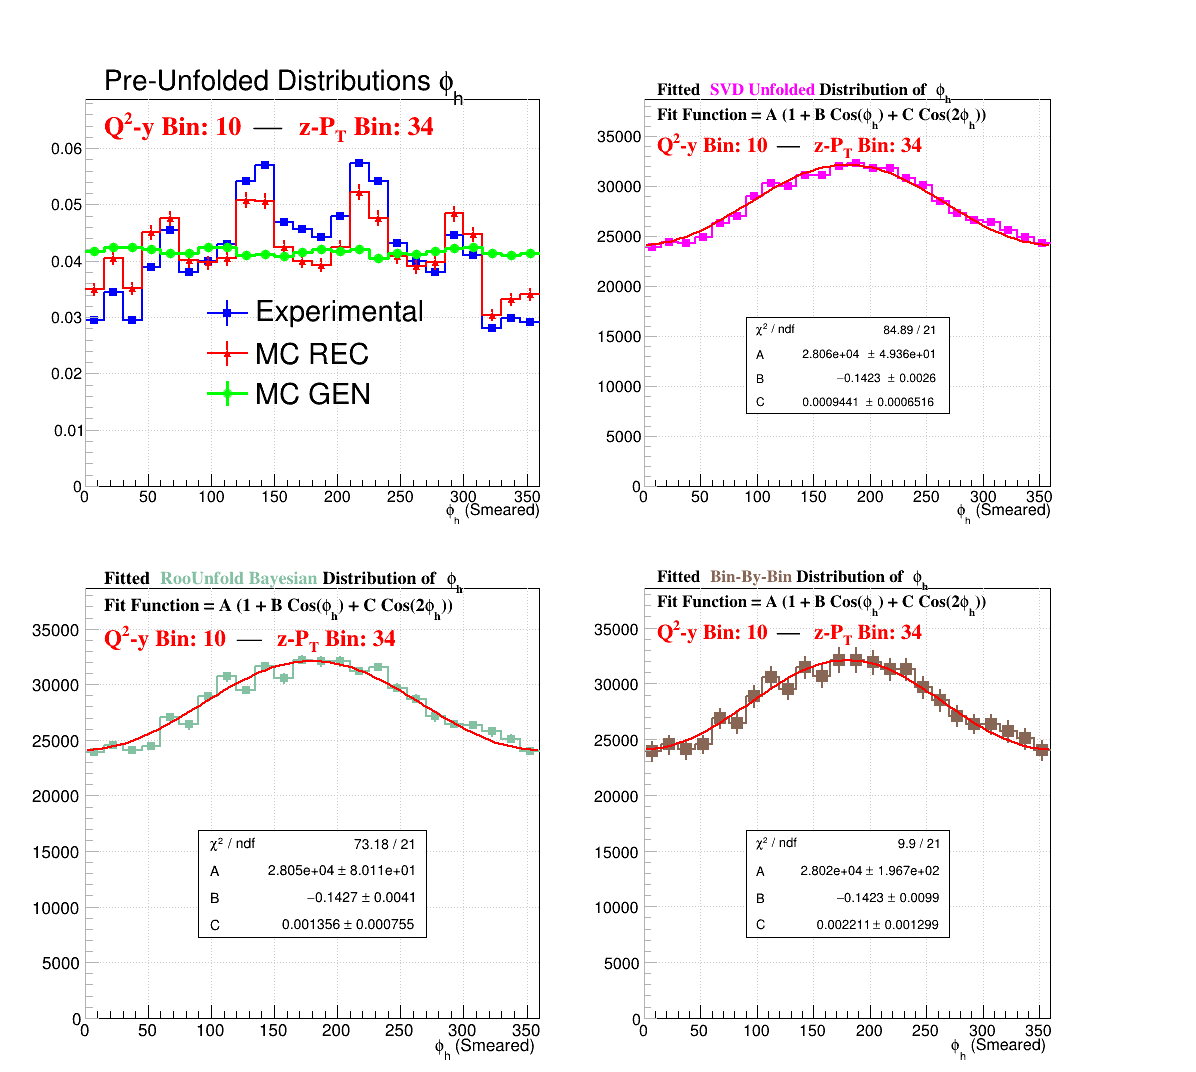 Pre-Unfolded Distributions ϕh
Q2-y Bin: 10 — z-PT Bin: 34
0.06
0.05
0.04
0.03
0.02
0.01
0
Experimental
MC REC
MC GEN
0 50 100 150 200 250 300 350
ϕh (Smeared)
Fitted SVD Unfolded Distribution of ϕh
Fit Function = A (1 + B Cos(ϕh) + C Cos(2ϕh))
Q2-y Bin: 10 — z-PT Bin: 34
35000
30000
25000
20000
15000
10000
5000
0
χ2 / ndf 84.89 / 21
A 2.806e+04 ± 4.936e+01
B −0.1423 ± 0.0026
C 0.0009441 ± 0.0006516
0 50 100 150 200 250 300 350
ϕh (Smeared)
Fitted RooUnfold Bayesian Distribution of ϕh
Fit Function = A (1 + B Cos(ϕh) + C Cos(2ϕh))
Q2-y Bin: 10 — z-PT Bin: 34
35000
30000
25000
20000
15000
10000
5000
0
χ2 / ndf 73.18 / 21
A 2.805e+04 ± 8.011e+01
B −0.1427 ± 0.0041
C 0.001356 ± 0.000755
0 50 100 150 200 250 300 350
ϕh (Smeared)
Fitted Bin-By-Bin Distribution of ϕh
Fit Function = A (1 + B Cos(ϕh) + C Cos(2ϕh))
Q2-y Bin: 10 — z-PT Bin: 34
35000
30000
25000
20000
15000
10000
5000
0
χ2 / ndf 9.9 / 21
A 2.802e+04 ± 1.967e+02
B −0.1423 ± 0.0099
C 0.002211 ± 0.001299
0 50 100 150 200 250 300 350
ϕh (Smeared)